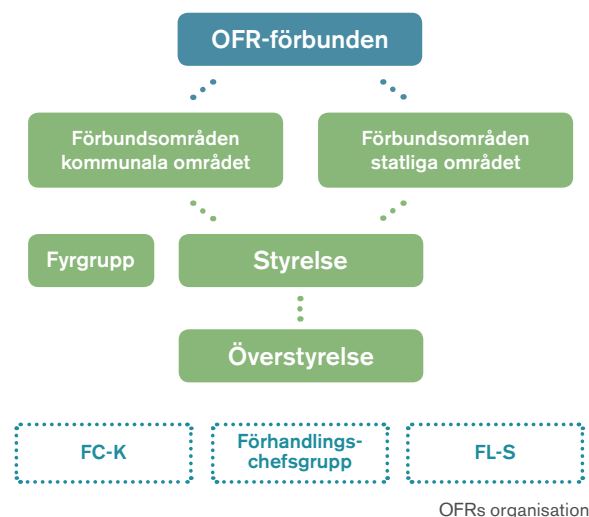 OFR-förbunden
Förbundsområden
kommunala området
Förbundsområden
statliga området
Fyrgrupp
Styrelse
Överstyrelse
FC-K
Förhandlings-
chefsgrupp
FL-S
OFRs organisation